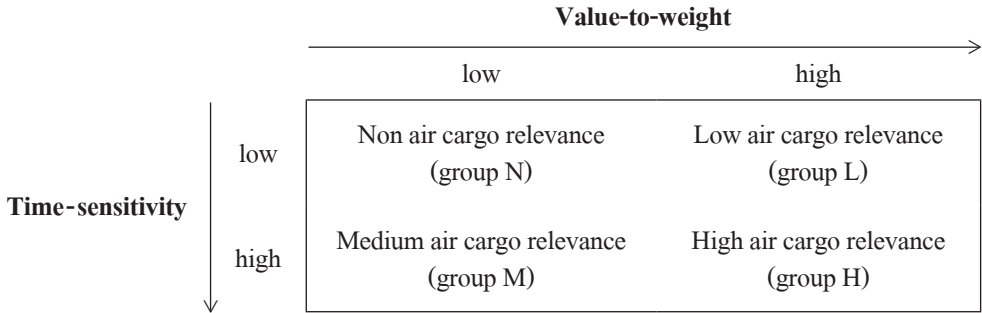 Value-to-weight
low high
low
Non air cargo relevance Low air cargo relevance
(group N) (group L)
Time-sensitivity
high
Medium air cargo relevance High air cargo relevance
(group M) (group H)